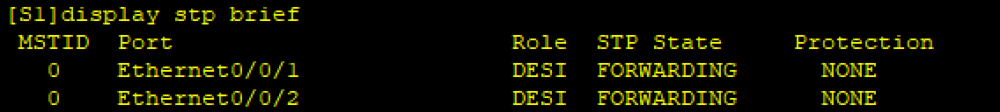 [S1]display stp brief
MSTID Port Role STP State Protection
0 Ethernet0/0/1 DESI FORWARDING NONE
0 Ethernet0/0/2 DESI FORWARDING NONE